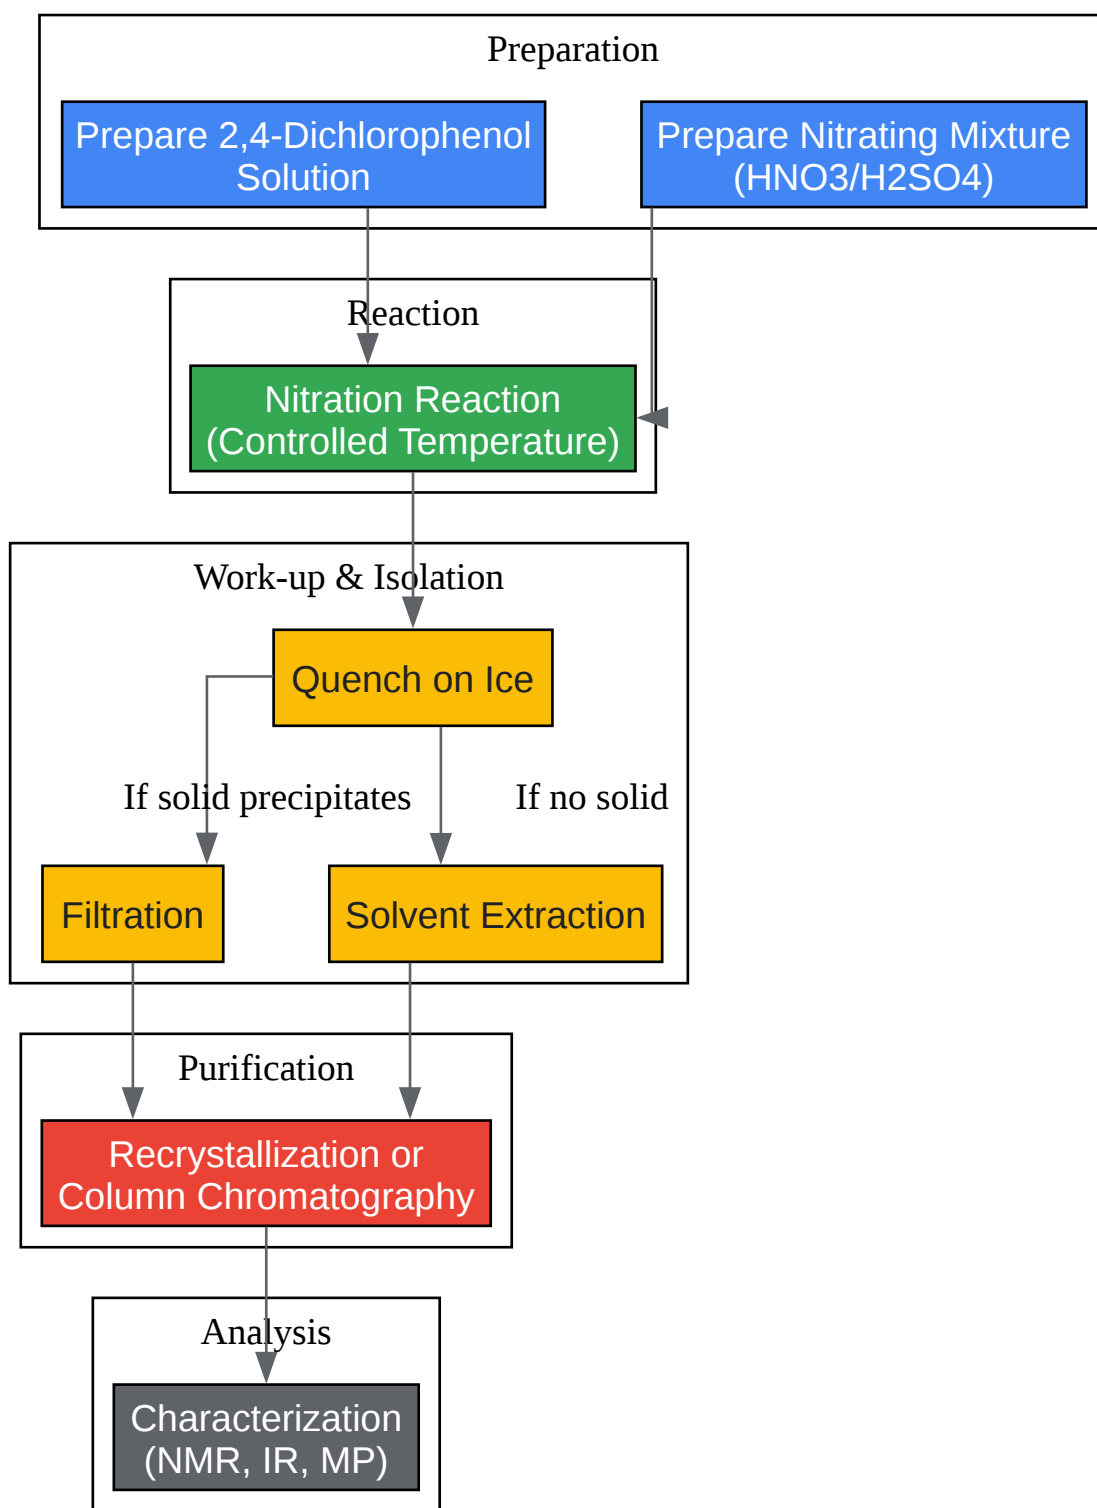 Preparation
Prepare 2,4-Dichlorophenol
Solution
Prepare Nitrating Mixture
(HNO3/H2SO4)
Reaction
Nitration Reaction
(Controlled Temperature)
Work-up & Isolation
Quench on Ice
If solid precipitates
If no solid
Filtration
Solvent Extraction
Purification
Recrystallization or
Column Chromatography
Analysis
Characterization
(NMR, IR, MP)